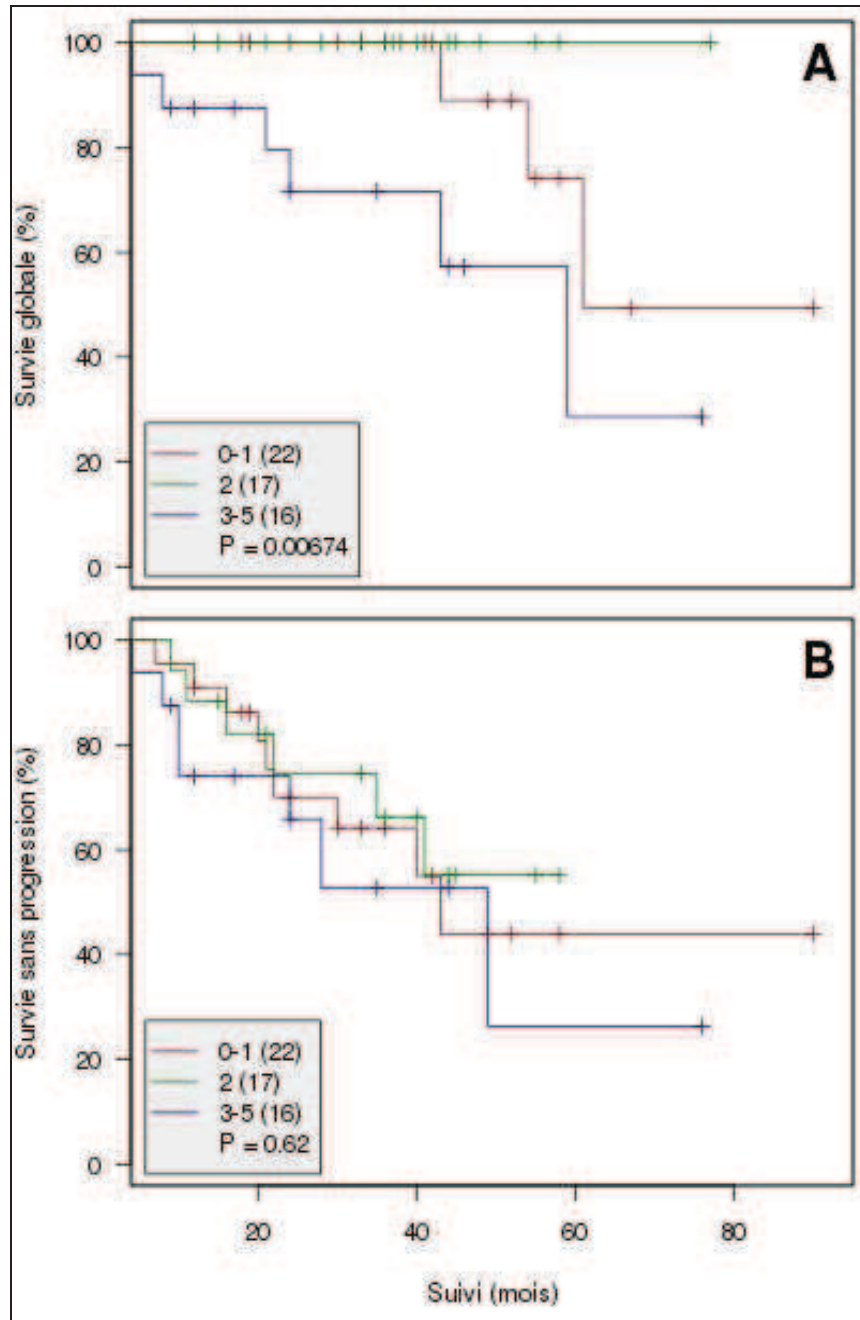 A
Survie globale (%)
100
80
60
40
20
0
0-1 (22)
2 (17)
3-5 (16)
P = 0.00674
B
Survie sans progression (%)
100
80
60
40
20
0
0-1 (22)
2 (17)
3-5 (16)
P = 0.62
20 40 60 80
Suivi (mois)